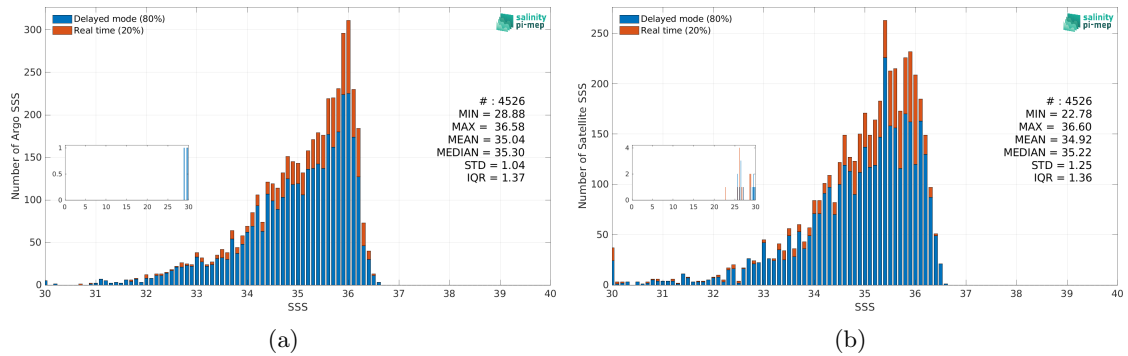 Delayed mode (80%)
Real time (20%)
salinity
pi-mep
Number of Argo SSS
300
250
200
150
100
50
0
# : 4526
MIN = 28.88
MAX = 36.58
MEAN = 35.04
MEDIAN = 35.30
STD = 1.04
IQR = 1.37
1
0.5
0
0 5 10 15 20 25 30
30 31 32 33 34 35 36 37 38 39 40
SSS
(a)
Delayed mode (80%)
Real time (20%)
salinity
pi-mep
Number of Satellite SSS
250
200
150
100
50
0
# : 4526
MIN = 22.78
MAX = 36.60
MEAN = 34.92
MEDIAN = 35.22
STD = 1.25
IQR = 1.36
4
2
0
0 5 10 15 20 25 30
30 31 32 33 34 35 36 37 38 39 40
SSS
(b)